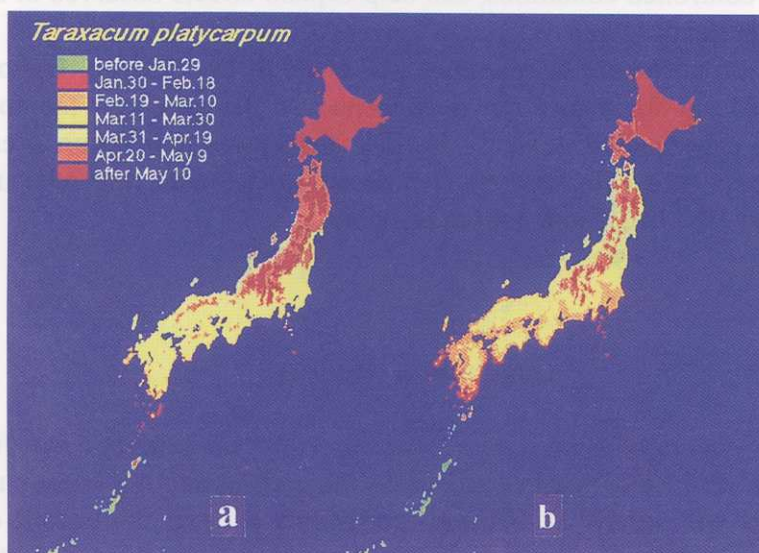 Taraxacum platycarpum
before Jan.29
Jan.30 - Feb.18
Feb.19 - Mar.10
Mar.11 - Mar.30
Mar.31 - Apr.19
Apr.20 - May 9
after May 10
a
b